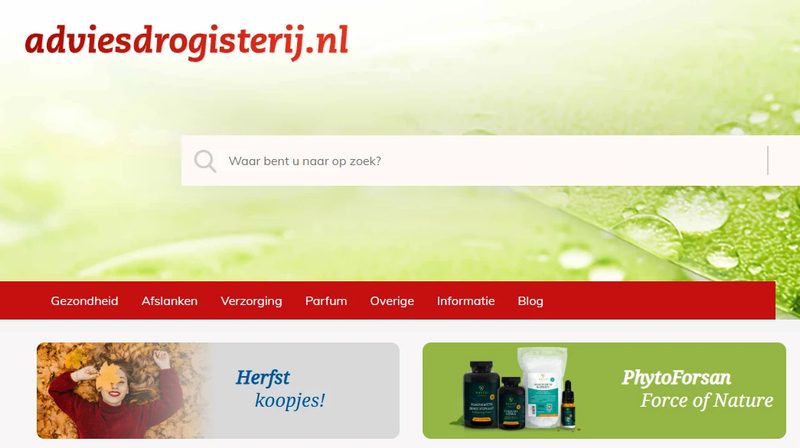 adviesdrogisterij.nl
Waar bent u naar op zoek?
Gezondheid Afslanken Verzorging Parfum Overige Informatie Blog
Herfst
koopjes!
PhytoForsan
Force of Nature